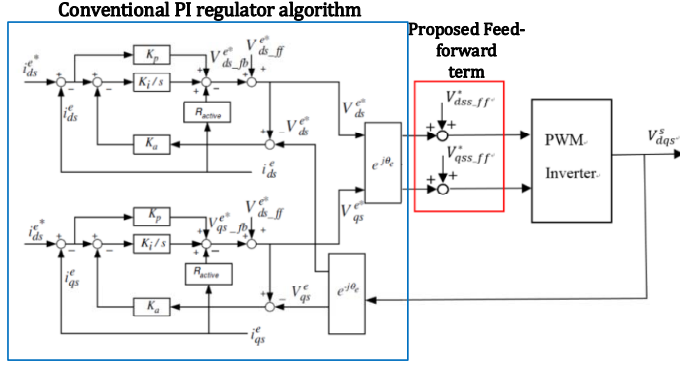 Conventional PI regulator algorithm
Proposed Feed-
forward
term
i_ds^e*
K_p
V_ds_fb^e*
V_ds_ff^e*
K_i/s
R_active
i_ds^e
K_a
V_ds^e
i_ds^e
V_ds^e*
e^jθ_e
V_dss_ff^*
V_qss_ff^*
PWM
Inverter
V_dqs^s
i_ds^e*
K_p
V_qs_fb^e*
V_ds_ff^e*
K_i/s
R_active
i_qs^e
K_a
V_qs^e
i_qs^e
V_qs^e*
e^-jθ_e